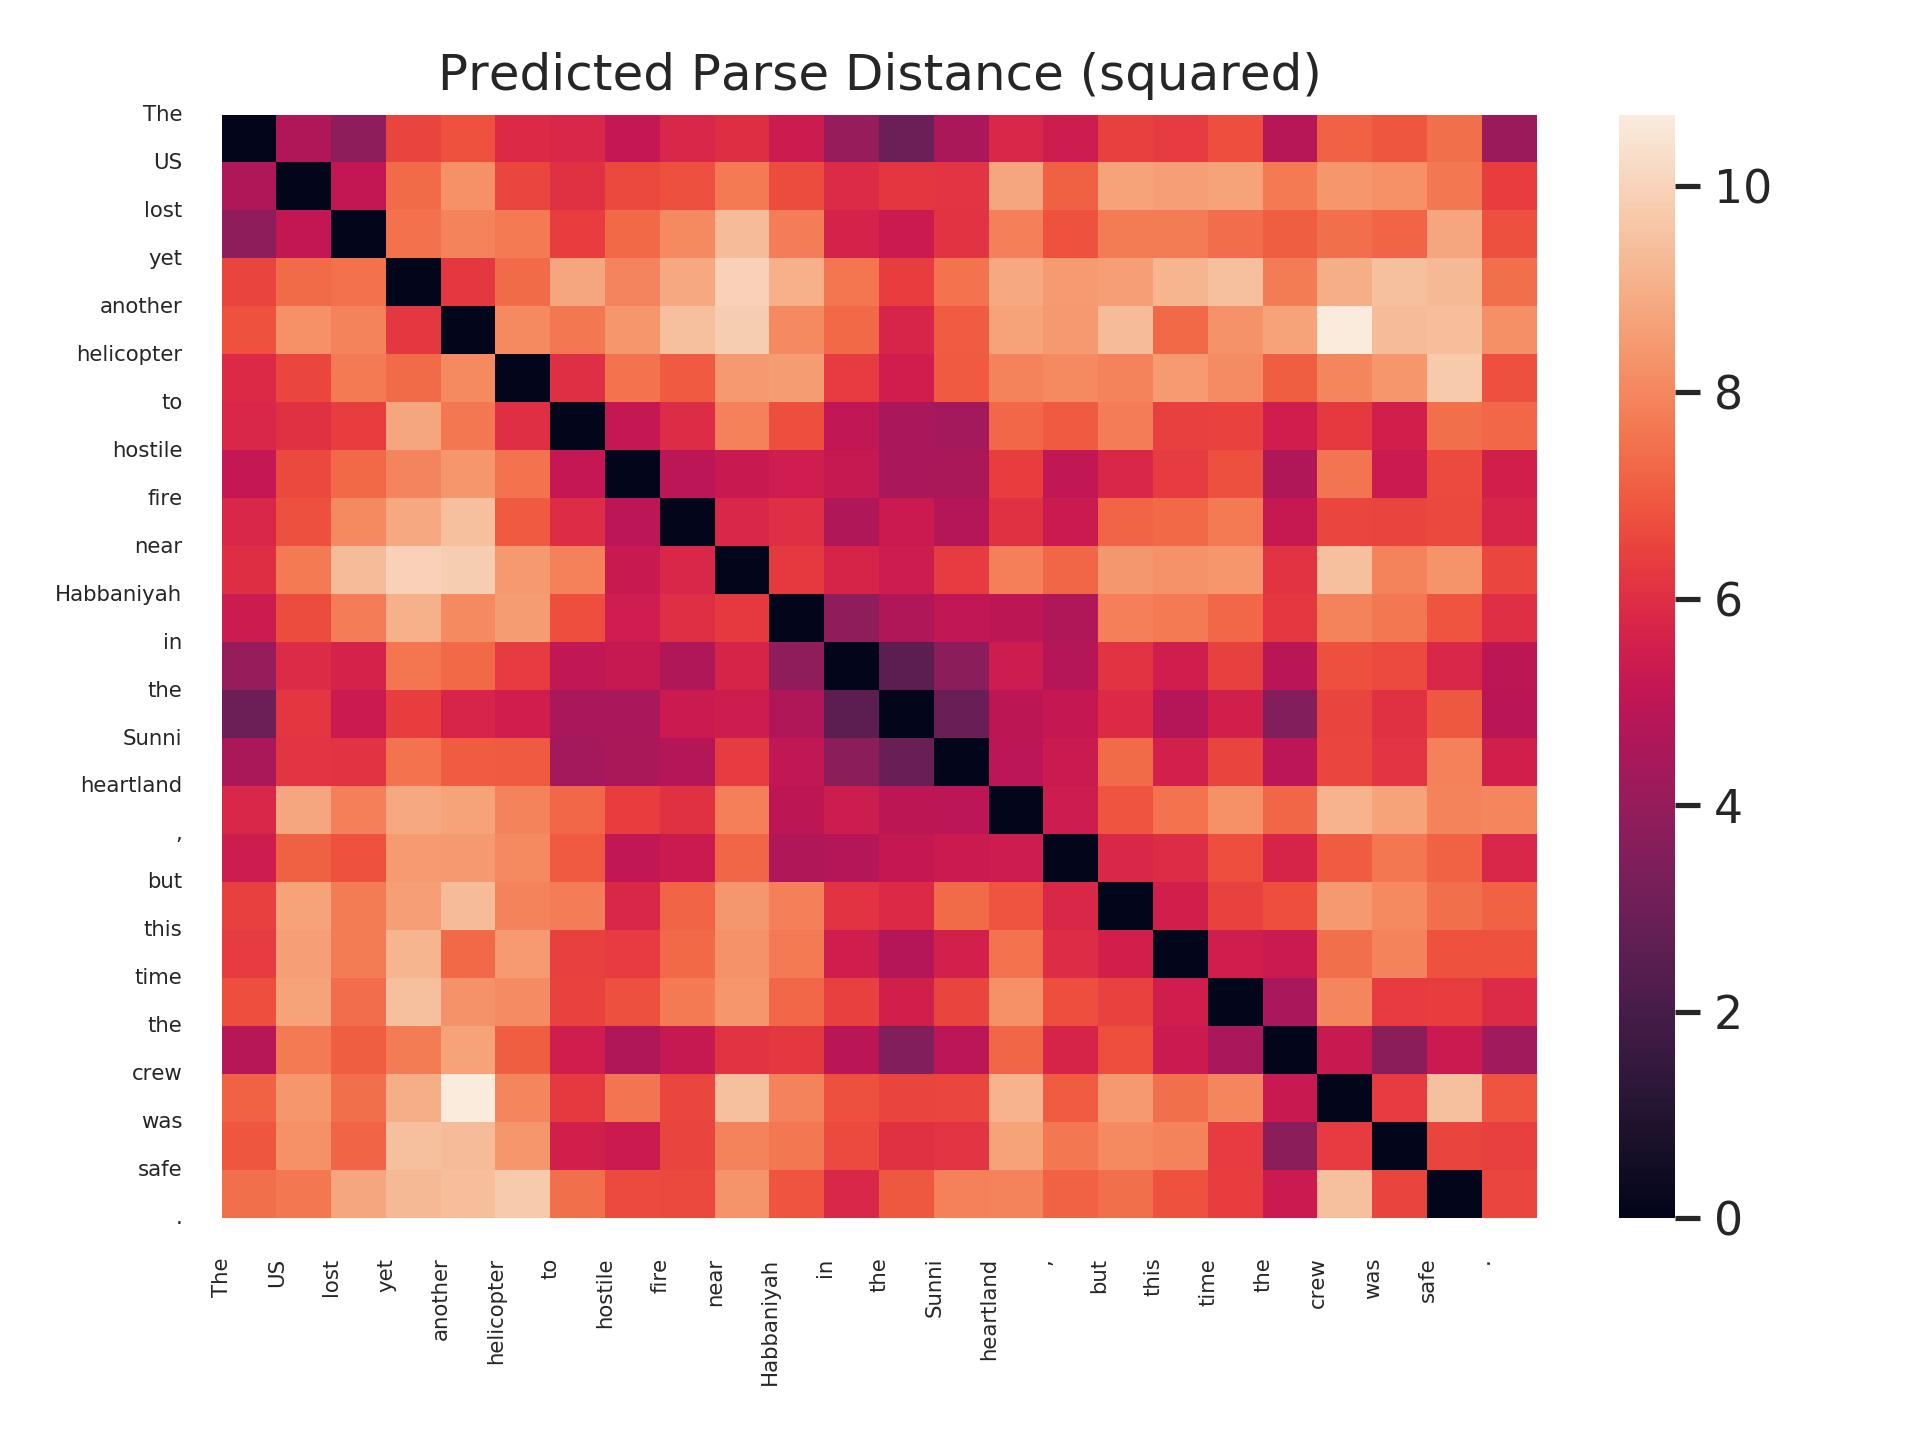 Predicted Parse Distance (squared)
The
US
lost
yet
another
helicopter
to
hostile
fire
near
Habbaniyah
in
the
Sunni
heartland
,
but
this
time
the
crew
was
safe
.
The
US
lost
yet
another
helicopter
to
hostile
fire
near
Habbaniyah
in
the
Sunni
heartland
,
but
this
time
the
crew
was
safe
.
10
8
6
4
2
0